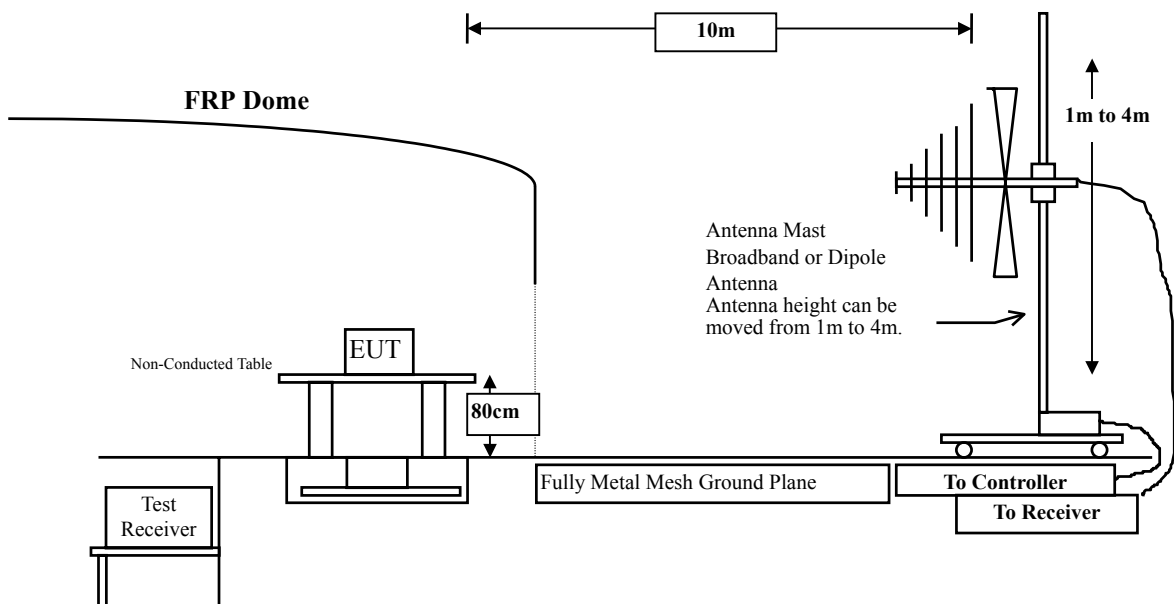 10m
FRP Dome
1m to 4m
Antenna Mast
Broadband or Dipole
Antenna
Antenna height can be
moved from 1m to 4m.
EUT
Non-Conducted Table
80cm
Fully Metal Mesh Ground Plane
To Controller
To Receiver
Test
Receiver